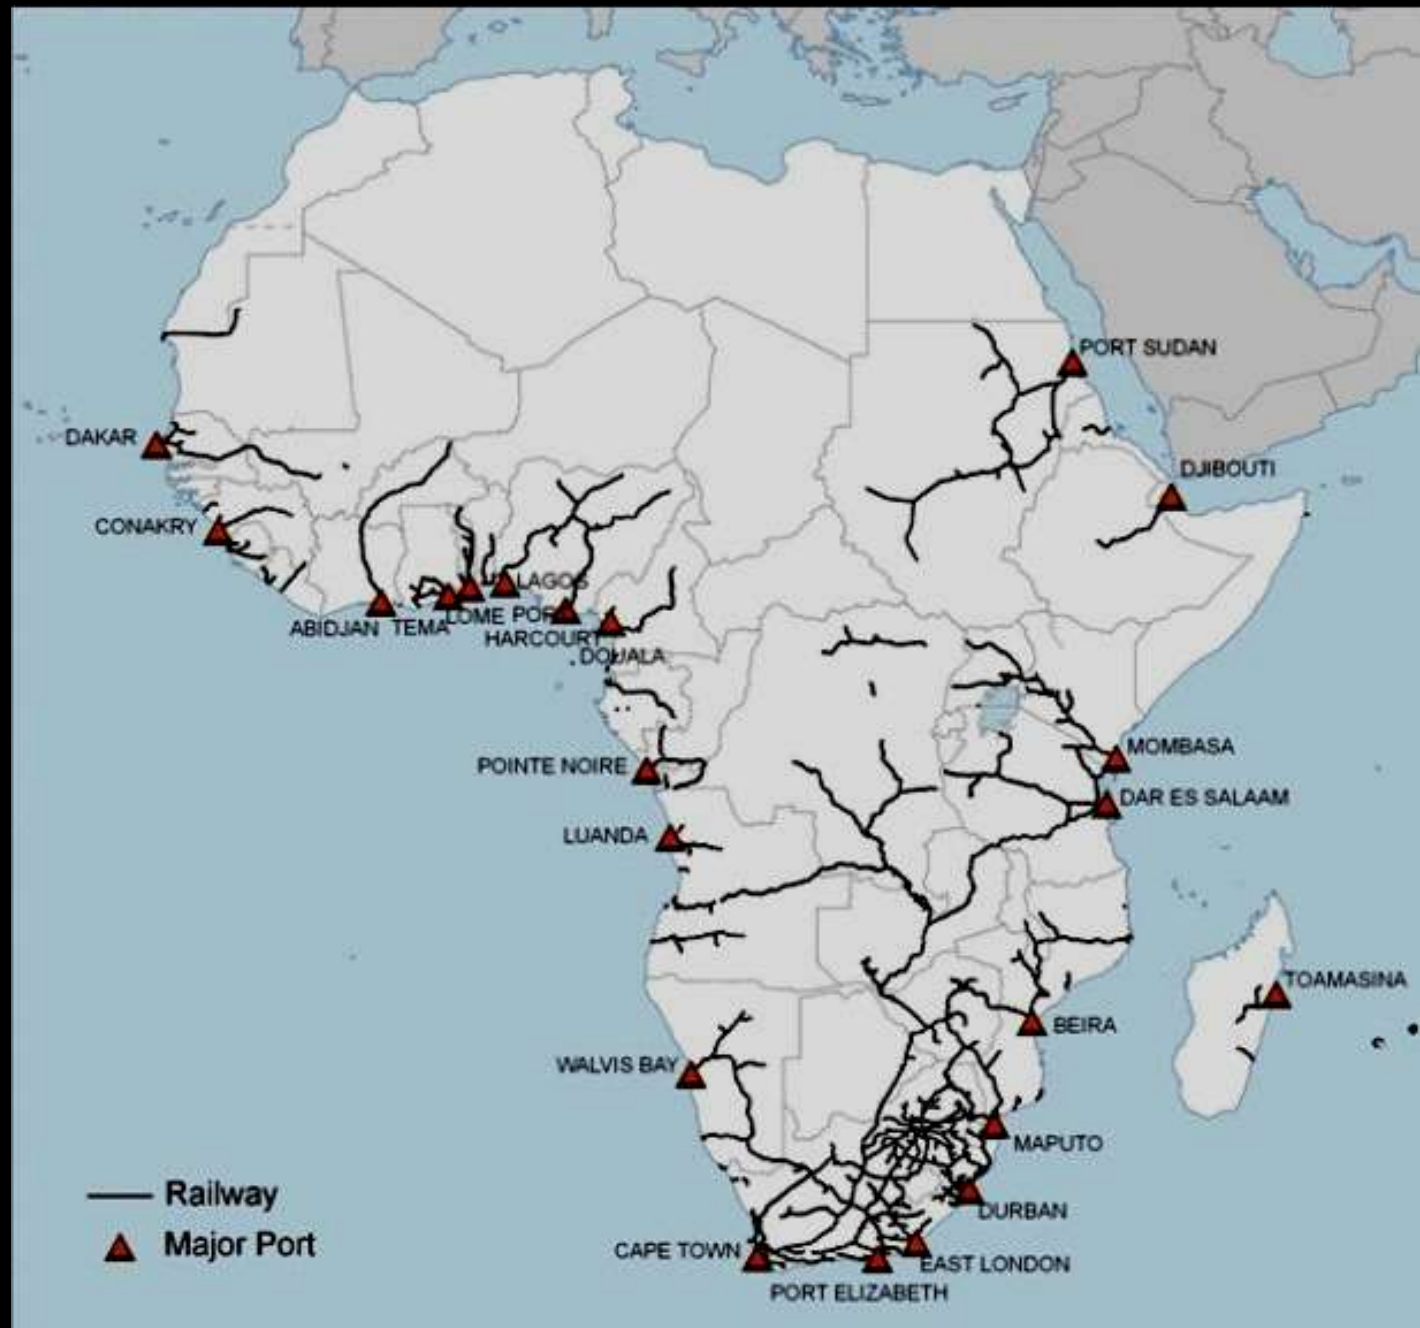 PORT SUDAN
DAKAR
DJIBOUTI
CONAKRY
LAGOS
ABIDJAN
TEMA
LOME
PORT
HARCOURT
DOUALA
MOMBASA
POINTE NOIRE
DAR ES SALAAM
LUANDA
TOAMASINA
BEIRA
WALVIS BAY
MAPUTO
Railway
DURBAN
Major Port
CAPE TOWN
EAST LONDON
PORT ELIZABETH